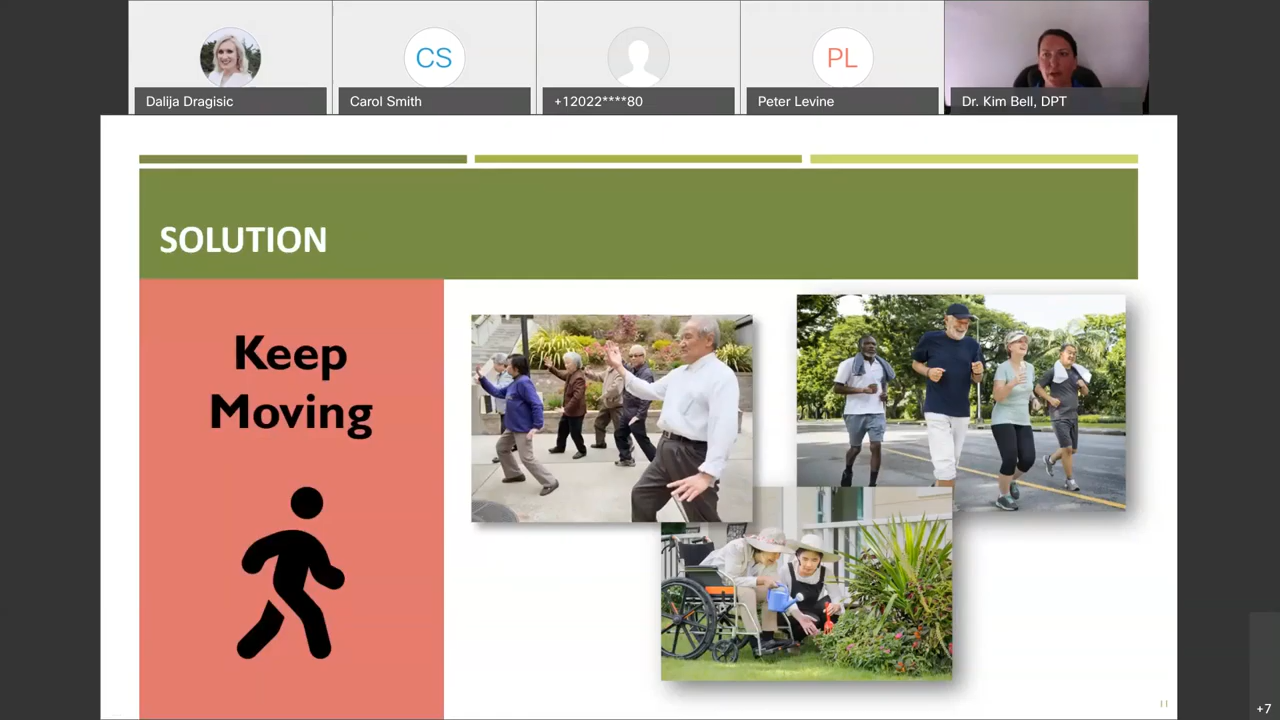 CS
PL
Dalija Dragisic
Carol Smith
+12022****80
Peter Levine
Dr. Kim Bell, DPT
SOLUTION
Keep
Moving
11
+7